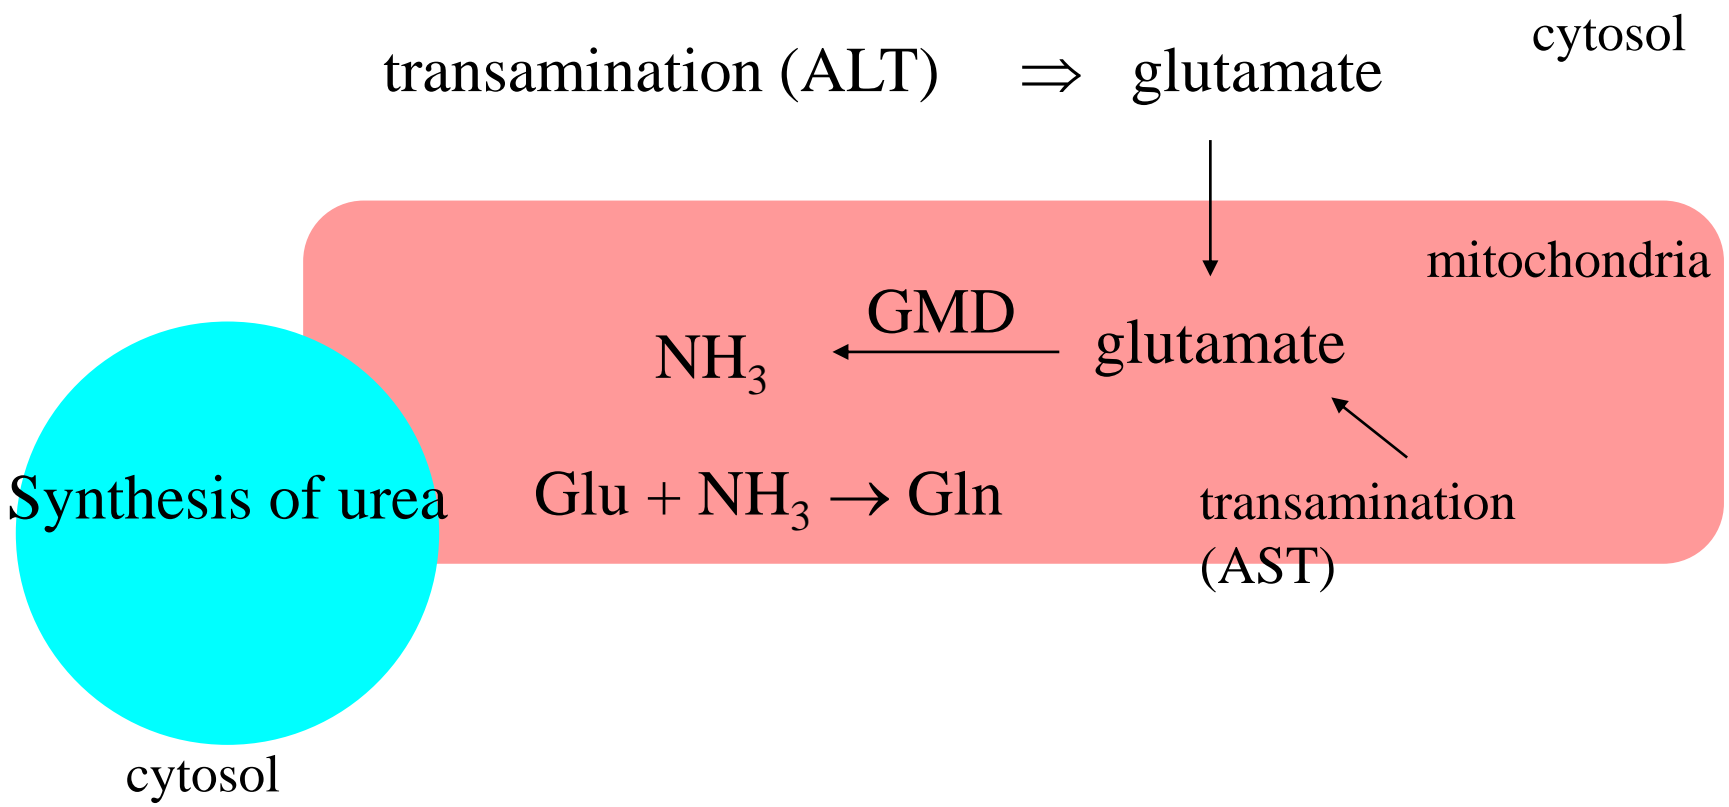 cytosol
transamination (ALT) ⇒ glutamate
mitochondria
GMD
NH₃ ← glutamate
Synthesis of urea
Glu + NH₃ → Gln
transamination
(AST)
cytosol